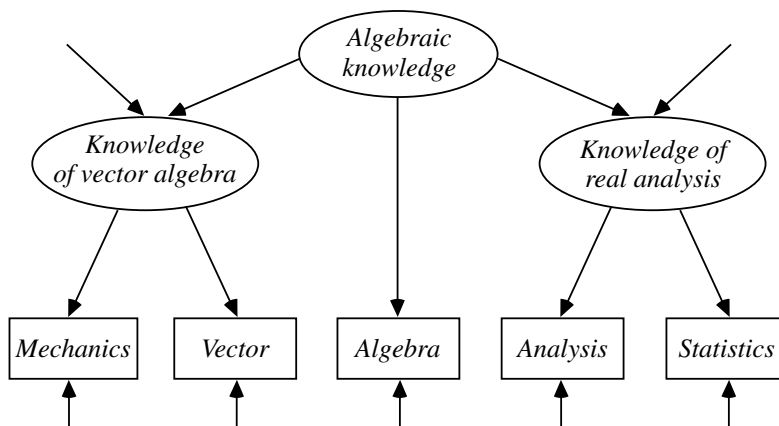 Algebraic
knowledge
Knowledge
of vector algebra
Knowledge of
real analysis
Mechanics
Vector
Algebra
Analysis
Statistics